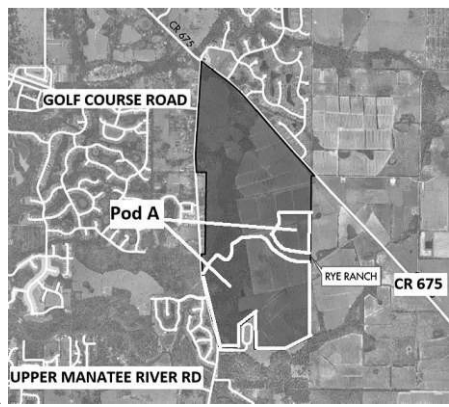 CR 675
GOLF COURSE ROAD
Pod A
RYE RANCH
CR 675
UPPER MANATEE RIVER RD